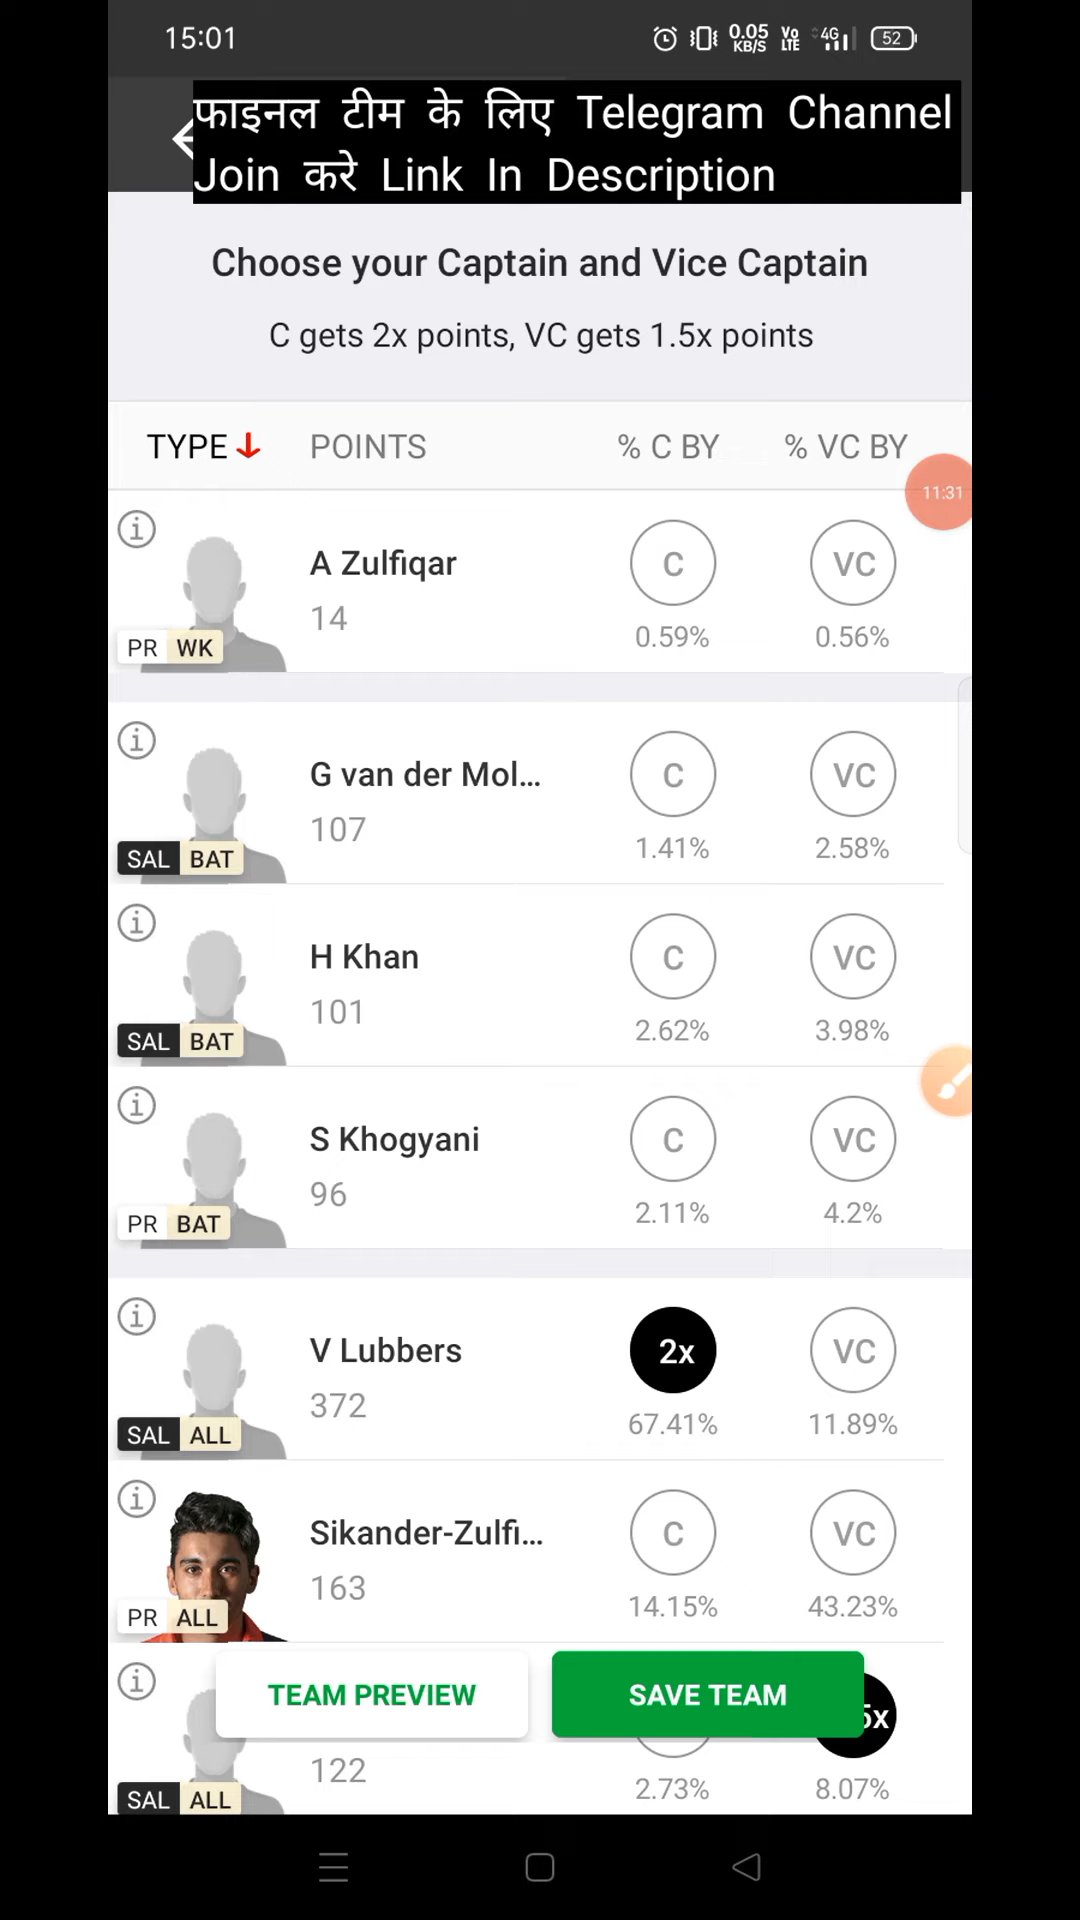 15:01
0.05 KB/S Vo LTE 4G 52
फाइनल टीम के लिए Telegram Channel
Join करे Link In Description
Choose your Captain and Vice Captain
C gets 2x points, VC gets 1.5x points
TYPE POINTS % C BY % VC BY
11:31
A Zulfiqar C VC
14 0.59% 0.56%
PR WK
G van der Mol... C VC
107 1.41% 2.58%
SAL BAT
H Khan C VC
101 2.62% 3.98%
SAL BAT
S Khogyani C VC
96 2.11% 4.2%
PR BAT
V Lubbers 2x VC
372 67.41% 11.89%
SAL ALL
Sikander-Zulfi... C VC
163 14.15% 43.23%
PR ALL
TEAM PREVIEW SAVE TEAM 5x
122 2.73% 8.07%
SAL ALL